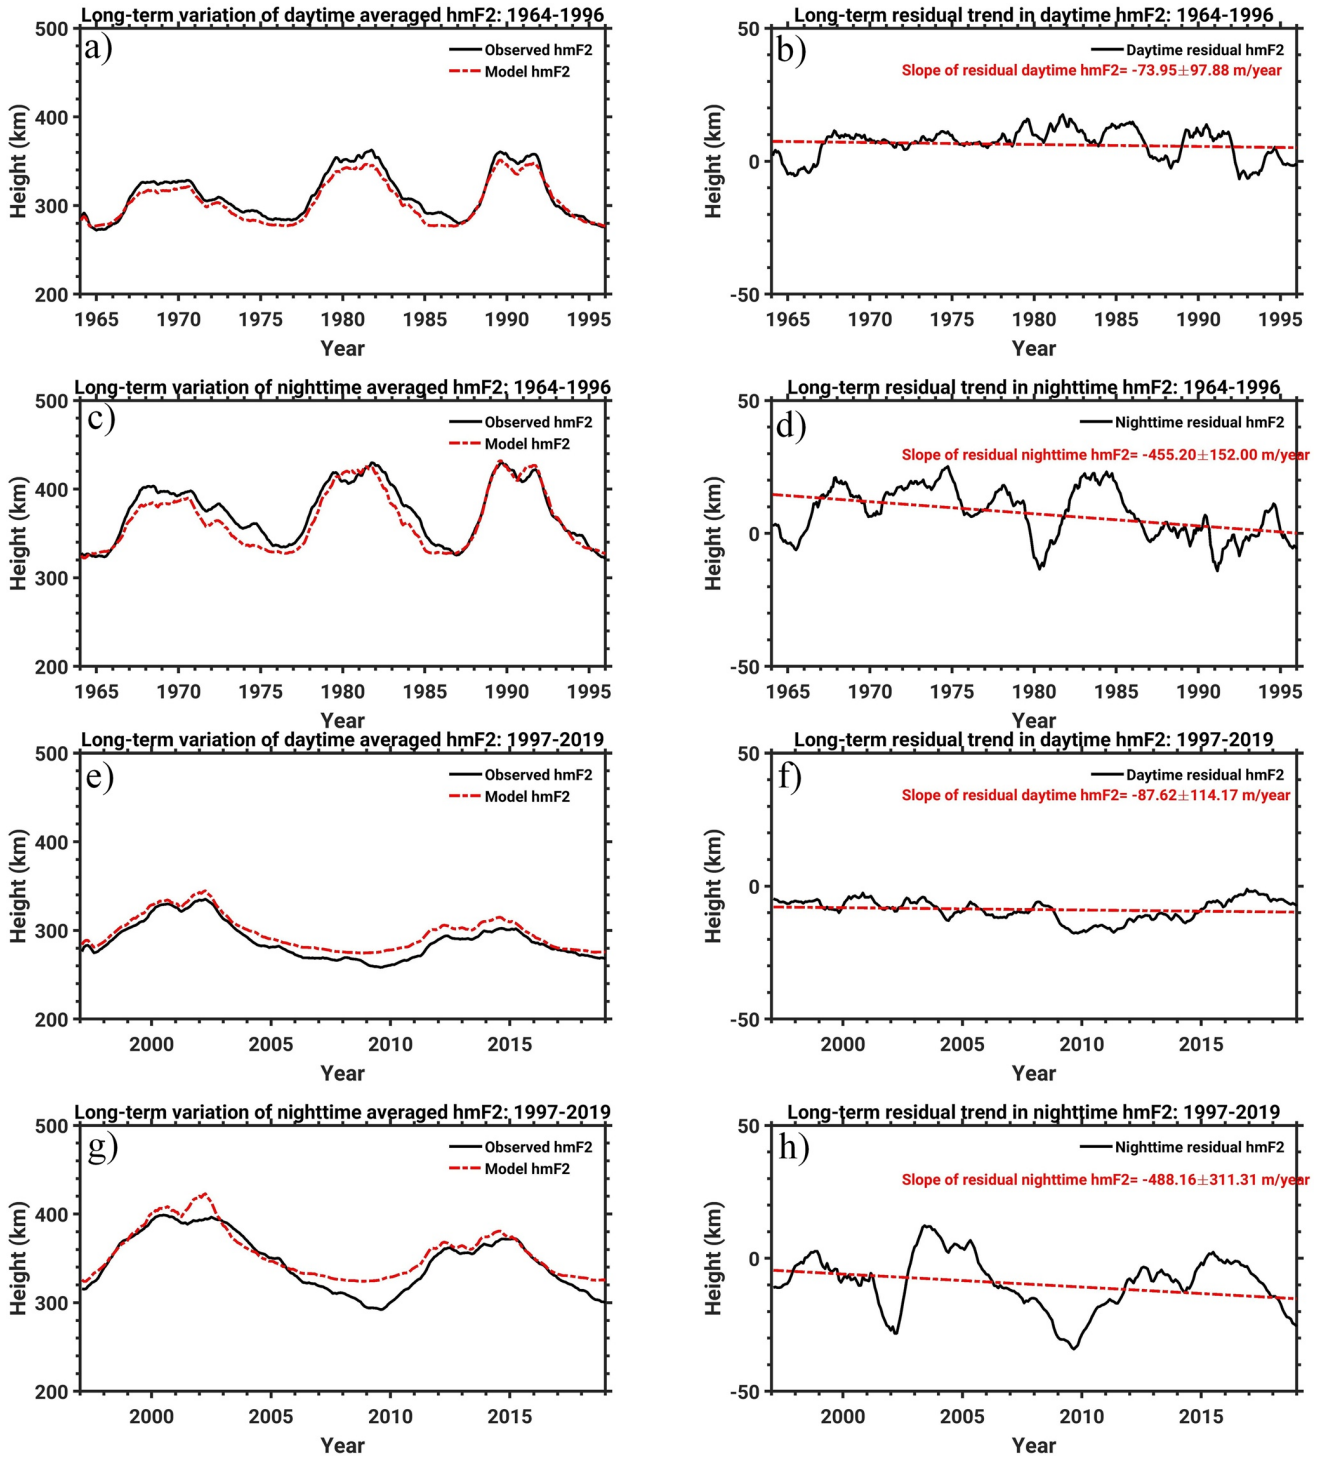 Long-term variation of daytime averaged hmF2: 1964-1996
a)
Observed hmF2
Model hmF2
Height (km)
500
400
300
200
1965 1970 1975 1980 1985 1990 1995
Year
Long-term residual trend in daytime hmF2: 1964-1996
b)
Daytime residual hmF2
Slope of residual daytime hmF2= -73.95±97.88 m/year
Height (km)
50
0
-50
1965 1970 1975 1980 1985 1990 1995
Year
Long-term variation of nighttime averaged hmF2: 1964-1996
c)
Observed hmF2
Model hmF2
Height (km)
500
400
300
200
1965 1970 1975 1980 1985 1990 1995
Year
Long-term residual trend in nighttime hmF2: 1964-1996
d)
Nighttime residual hmF2
Slope of residual nighttime hmF2= -455.20±152.00 m/year
Height (km)
50
0
-50
1965 1970 1975 1980 1985 1990 1995
Year
Long-term variation of daytime averaged hmF2: 1997-2019
e)
Observed hmF2
Model hmF2
Height (km)
500
400
300
200
2000 2005 2010 2015
Year
Long-term residual trend in daytime hmF2: 1997-2019
f)
Daytime residual hmF2
Slope of residual daytime hmF2= -87.62±114.17 m/year
Height (km)
50
0
-50
2000 2005 2010 2015
Year
Long-term variation of nighttime averaged hmF2: 1997-2019
g)
Observed hmF2
Model hmF2
Height (km)
500
400
300
200
2000 2005 2010 2015
Year
Long-term residual trend in nighttime hmF2: 1997-2019
h)
Nighttime residual hmF2
Slope of residual nighttime hmF2= -488.16±311.31 m/year
Height (km)
50
0
-50
2000 2005 2010 2015
Year